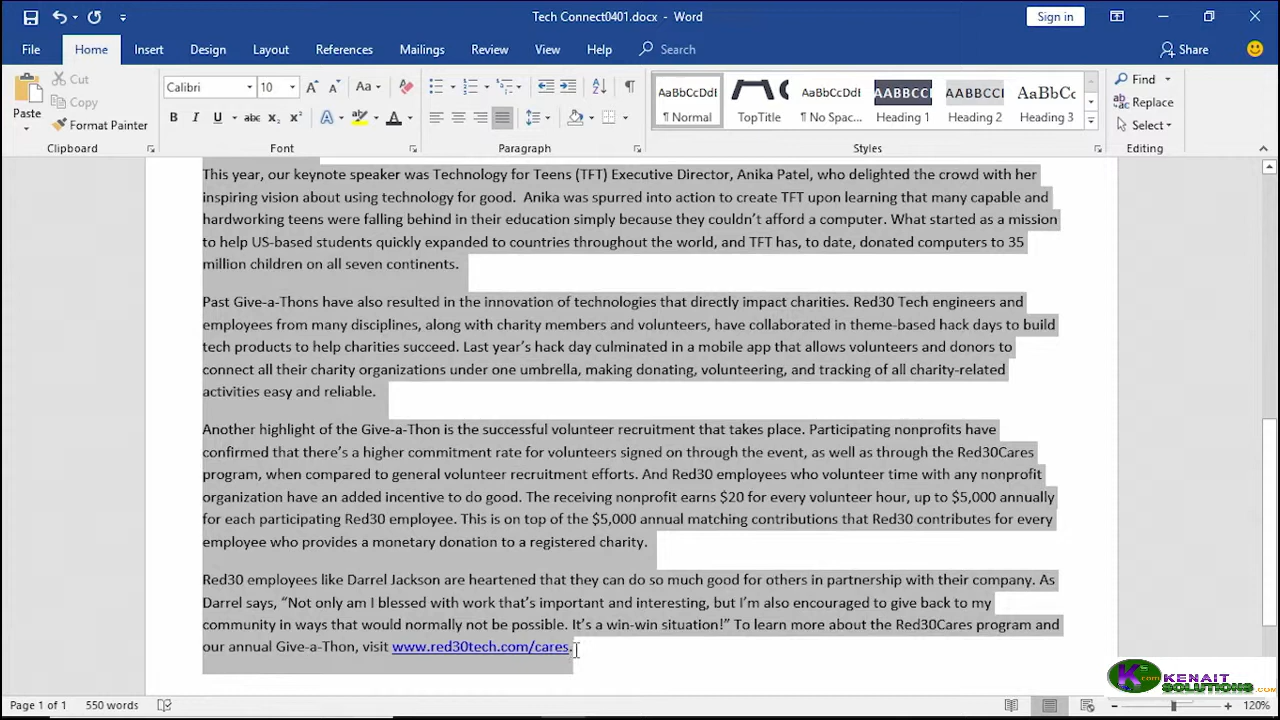 Tech Connect0401.docx - Word
Sign in
File Home Insert Design Layout References Mailings Review View Help Search Share
Paste
Cut
Copy
Format Painter
Clipboard
Calibri 10
Font
Paragraph
AaBbCcDdE AaBbCcDdE AABBCCI AABBCCI AaBbCc
¶ Normal TopTitle ¶ No Spac... Heading 1 Heading 2 Heading 3
Styles
Find
Replace
Select
Editing
This year, our keynote speaker was Technology for Teens (TFT) Executive Director, Anika Patel, who delighted the crowd with her
inspiring vision about using technology for good.  Anika was spurred into action to create TFT upon learning that many capable and
hardworking teens were falling behind in their education simply because they couldn’t afford a computer. What started as a mission
to help US-based students quickly expanded to countries throughout the world, and TFT has, to date, donated computers to 35
million children on all seven continents.
Past Give-a-Thons have also resulted in the innovation of technologies that directly impact charities. Red30 Tech engineers and
employees from many disciplines, along with charity members and volunteers, have collaborated in theme-based hack days to build
tech products to help charities succeed. Last year’s hack day culminated in a mobile app that allows volunteers and donors to
connect all their charity organizations under one umbrella, making donating, volunteering, and tracking of all charity-related
activities easy and reliable.
Another highlight of the Give-a-Thon is the successful volunteer recruitment that takes place. Participating nonprofits have
confirmed that there’s a higher commitment rate for volunteers signed on through the event, as well as through the Red30Cares
program, when compared to general volunteer recruitment efforts. And Red30 employees who volunteer time with any nonprofit
organization have an added incentive to do good. The receiving nonprofit earns $20 for every volunteer hour, up to $5,000 annually
for each participating Red30 employee. This is on top of the $5,000 annual matching contributions that Red30 contributes for every
employee who provides a monetary donation to a registered charity.
Red30 employees like Darrel Jackson are heartened that they can do so much good for others in partnership with their company. As
Darrel says, “Not only am I blessed with work that’s important and interesting, but I’m also encouraged to give back to my
community in ways that would normally not be possible. It’s a win-win situation!” To learn more about the Red30Cares program and
our annual Give-a-Thon, visit www.red30tech.com/cares.
KENAIT
SOLUTIONS.com
Page 1 of 1 550 words 120%